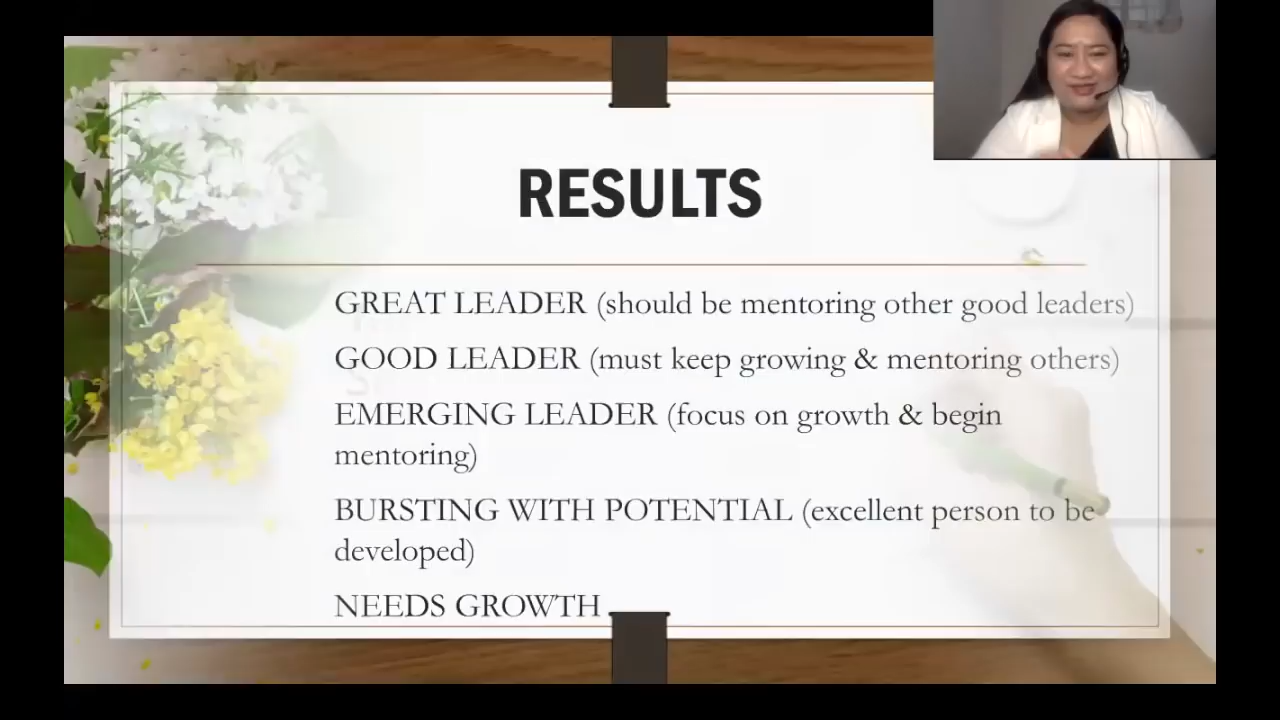 RESULTS
GREAT LEADER (should be mentoring other good leaders)
GOOD LEADER (must keep growing & mentoring others)
EMERGING LEADER (focus on growth & begin
mentoring)
BURSTING WITH POTENTIAL (excellent person to be
developed)
NEEDS GROWTH